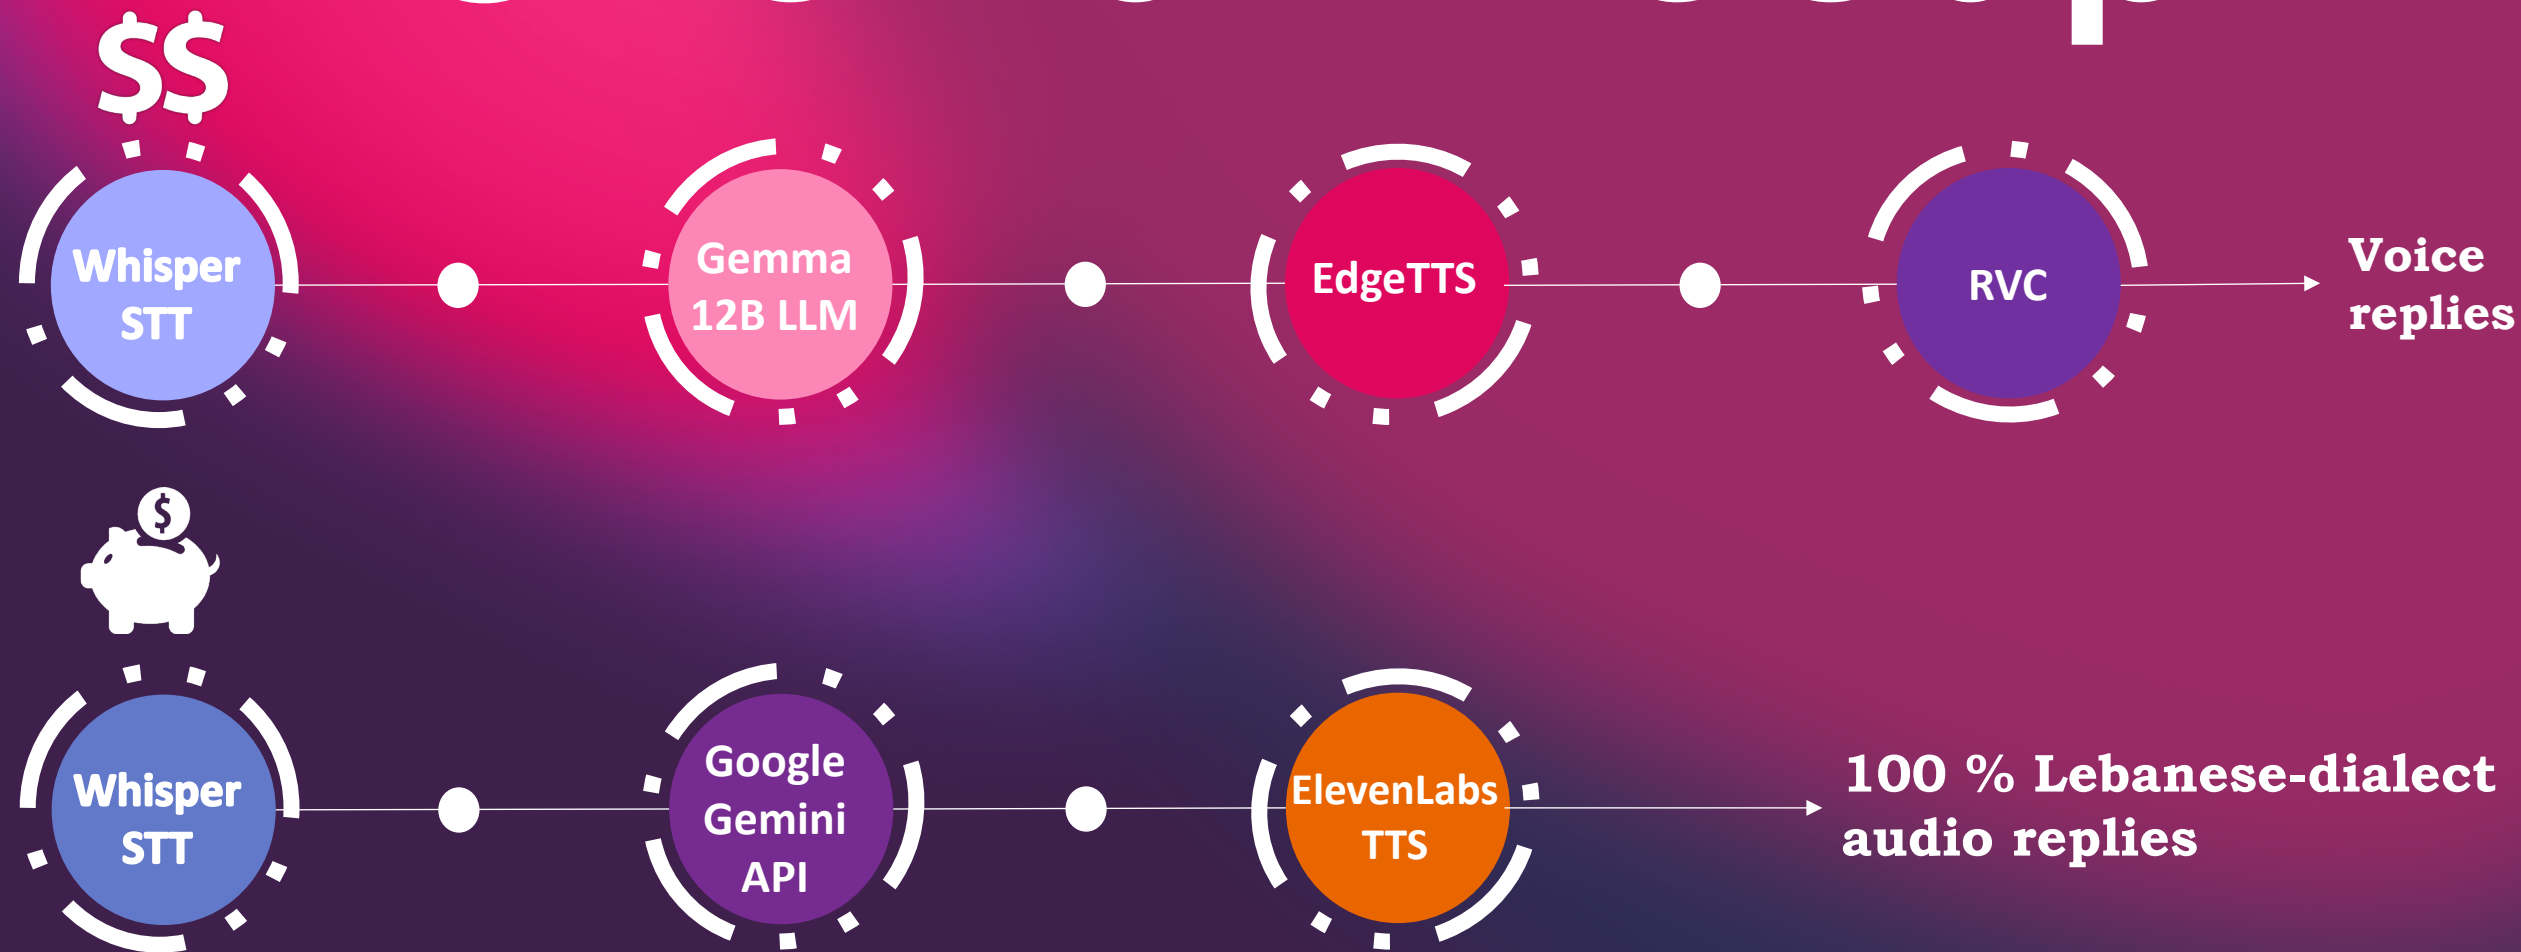 $$
Whisper
STT
Gemma
12B LLM
EdgeTTS
RVC
Voice
replies
$
Whisper
STT
Google
Gemini
API
ElevenLabs
TTS
100 % Lebanese-dialect
audio replies